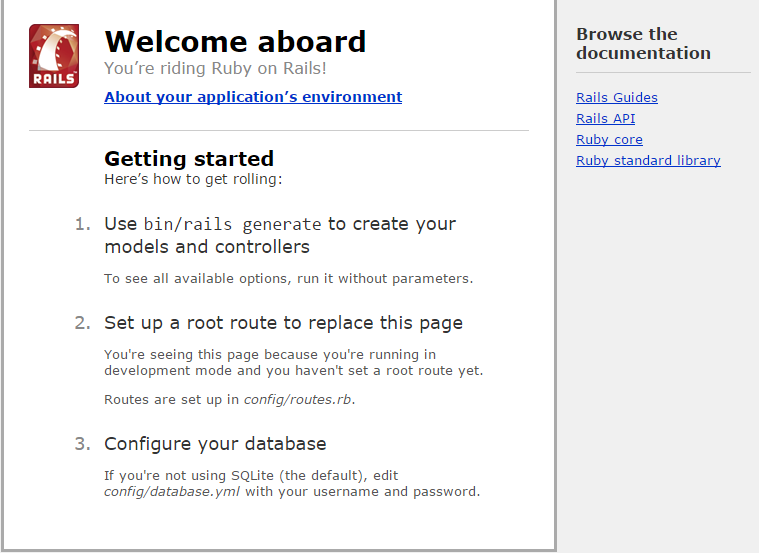 RAILS
Welcome aboard
You’re riding Ruby on Rails!
About your application’s environment
Getting started
Here’s how to get rolling:
1. Use bin/rails generate to create your
models and controllers
To see all available options, run it without parameters.
2. Set up a root route to replace this page
You're seeing this page because you're running in
development mode and you haven't set a root route yet.
Routes are set up in config/routes.rb.
3. Configure your database
If you're not using SQLite (the default), edit
config/database.yml with your username and password.
Browse the
documentation
Rails Guides
Rails API
Ruby core
Ruby standard library